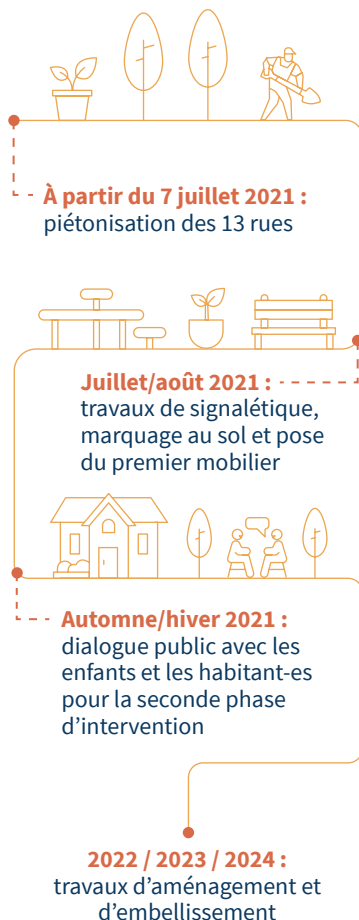 À partir du 7 juillet 2021 :
piétonisation des 13 rues
Juillet/août 2021 :
travaux de signalétique,
marquage au sol et pose
du premier mobilier
Automne/hiver 2021 :
dialogue public avec les
enfants et les habitant-es
pour la seconde phase
d'intervention
2022 / 2023 / 2024 :
travaux d'aménagement et
d'embellissement